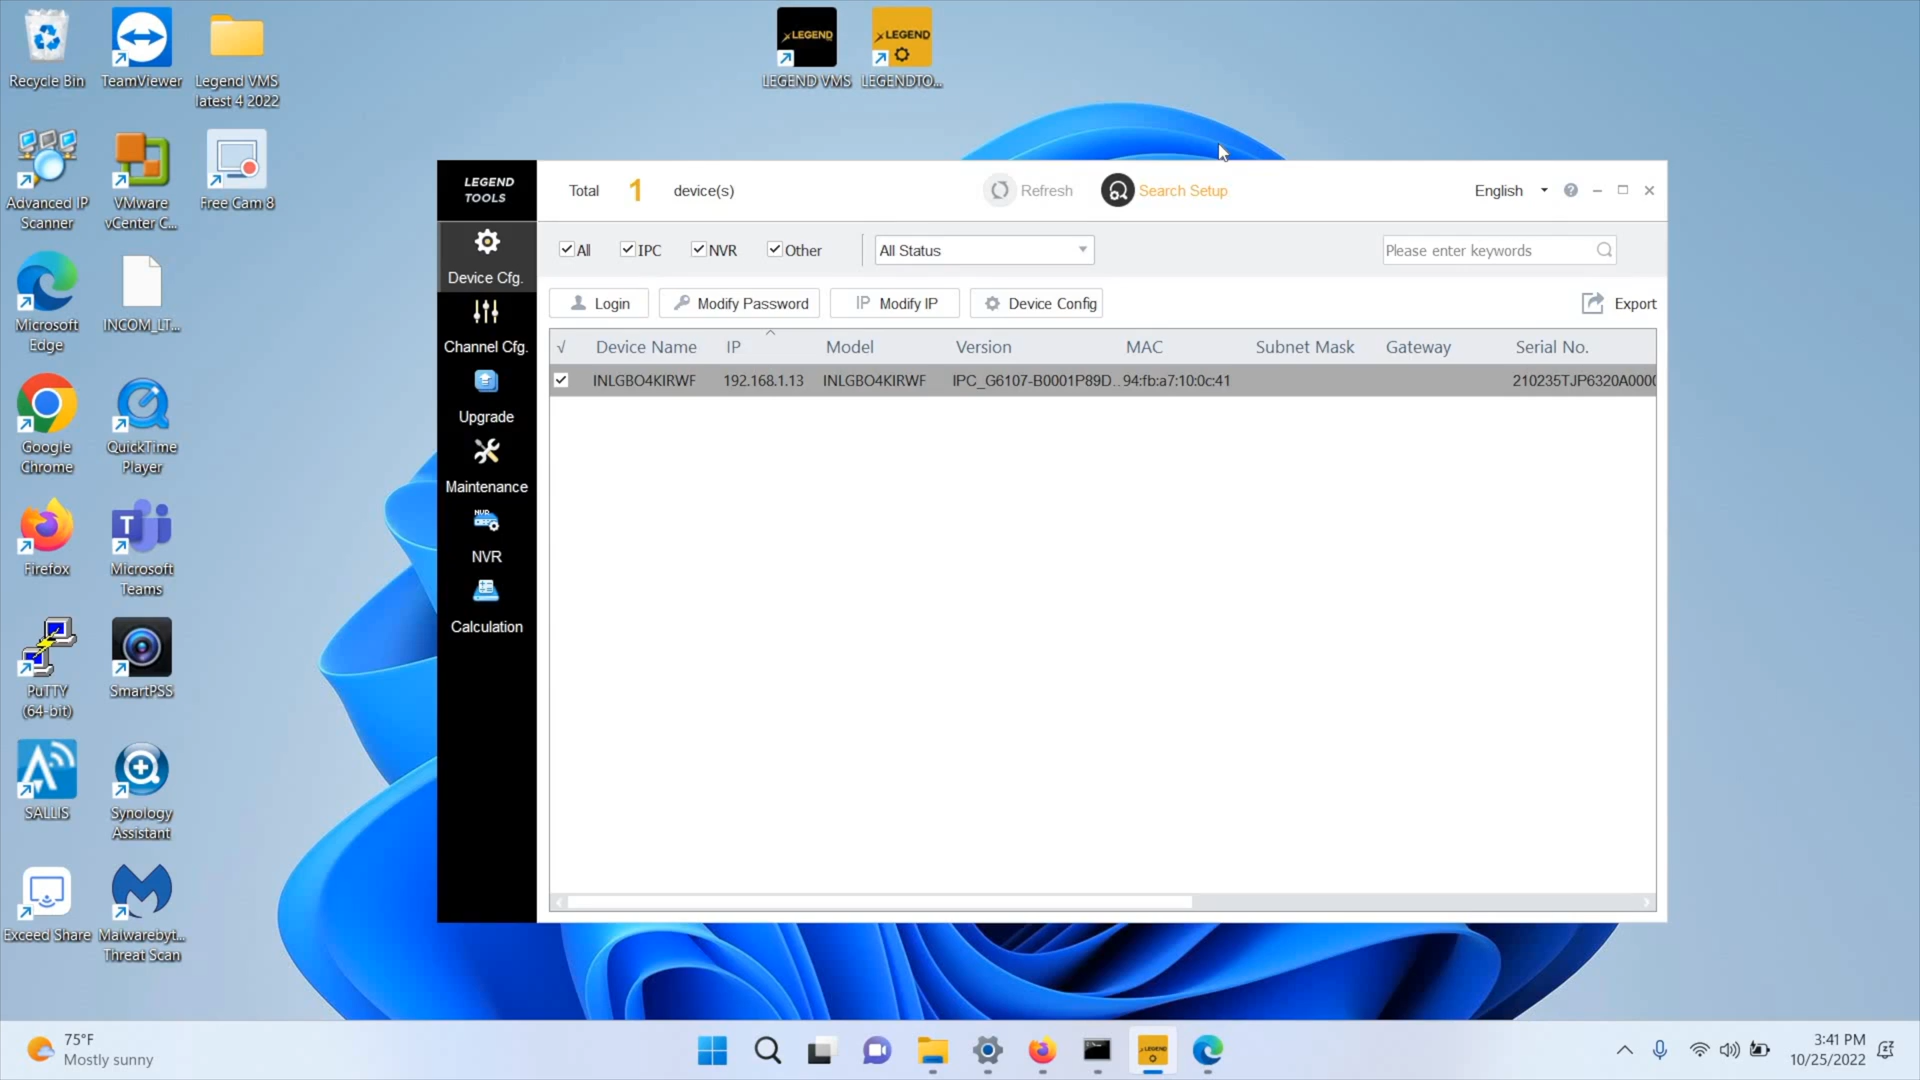 Recycle Bin
TeamViewer
Legend VMS
latest 4 2022
LEGEND
LEGEND VMS
LEGEND
LEGENDTO...
Advanced IP
Scanner
VMware
vCenter C...
Free Cam 8
Microsoft
Edge
INCOM_LT...
Google
Chrome
QuickTime
Player
Firefox
Microsoft
Teams
PuTTY
(64-bit)
SmartPSS
SALLIS
Synology
Assistant
Exceed Share
Malwarebyt...
Threat Scan
LEGEND
TOOLS
Total 1 device(s)
Refresh
Search Setup
English
Device Cfg.
Channel Cfg.
Upgrade
Maintenance
NVR
Calculation
All
IPC
NVR
Other
All Status
Please enter keywords
Login
Modify Password
IP Modify IP
Device Config
Export
√ Device Name IP Model Version MAC Subnet Mask Gateway Serial No.
INLGBO4KIRWF 192.168.1.13 INLGBO4KIRWF IPC_G6107-B0001P89D... 94:fb:a7:10:0c:41 210235TJP6320A0000
75°F
Mostly sunny
LEGEND
3:41 PM
10/25/2022